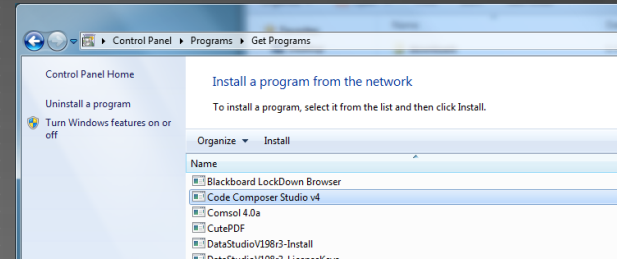 Control Panel ▸ Programs ▸ Get Programs
Control Panel Home
Install a program from the network
Uninstall a program
To install a program, select it from the list and then click Install.
Turn Windows features on or
off
Organize Install
Name
Blackboard LockDown Browser
Code Composer Studio v4
Comsol 4.0a
CutePDF
DataStudioV198r3-Install
DataStudioV198r3-LicenseKeys